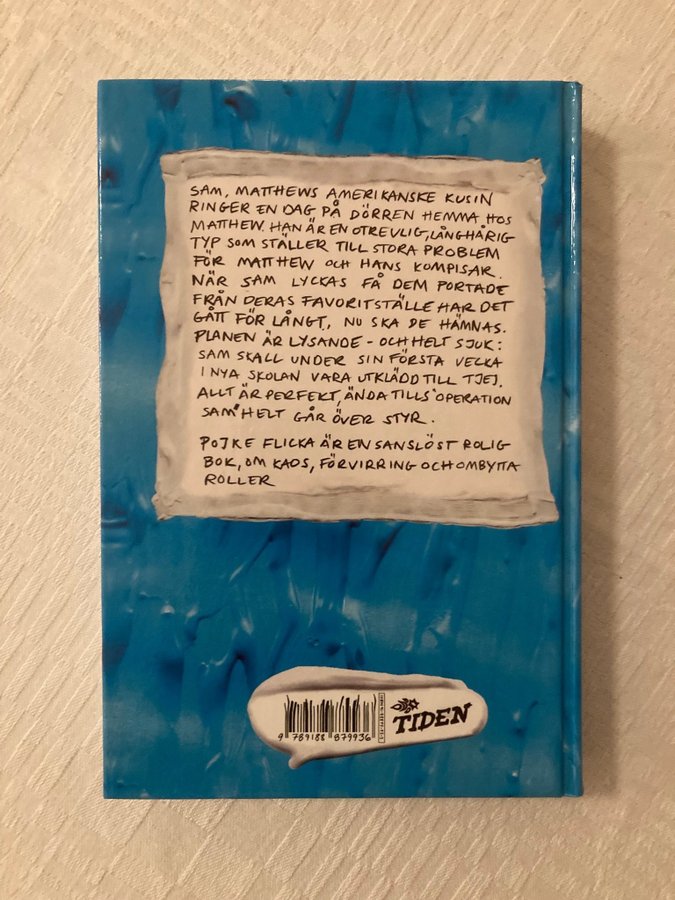 SAM, MATTHEWS AMERIKANSKE KUSIN
RINGER EN DAG PÅ DÖRREN HEMMA HOS
MATTHEW. HAN ÄR EN OTREVLIG, LÅNGHÅRIG
TYP SOM STÄLLER TILL STORA PROBLEM
FÖR MATTHEW OCH HANS KOMPISAR.
NÄR SAM LYCKAS FÅ DEM PORTADE
FRÅN DERAS FAVORITSTÄLLE HAR DET
GÅTT FÖR LÅNGT, NU SKA DE HÄMNAS.
PLANEN ÄR LYSANDE - OCH HELT SJUK:
SAM SKALL UNDER SIN FÖRSTA VECKA
I NYA SKOLAN VARA UTKLÄDD TILL TJEJ.
ALLT ÄR PERFEKT, ÄNDA TILLS "OPERATION
SAM" HELT GÅR ÖVER STYR.
POJKE FLICKA ÄR EN SANSLÖST ROLIG
BOK, OM KAOS, FÖRVIRRING OCH OMBYTTA
ROLLER
TIDEN
9 789188 879936